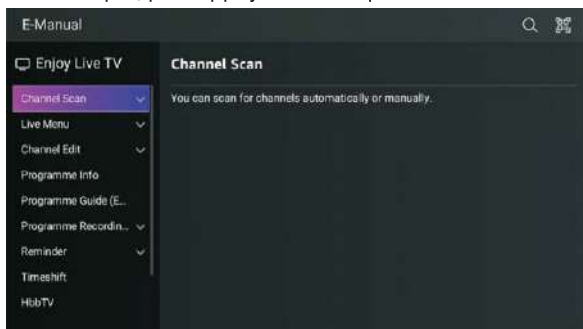 E-Manual
Enjoy Live TV
Channel Scan
Live Menu
Channel Edit
Programme Info
Programme Guide (E...
Programme Recordin...
Reminder
Timeshift
HbbTV
Channel Scan
You can scan for channels automatically or manually.